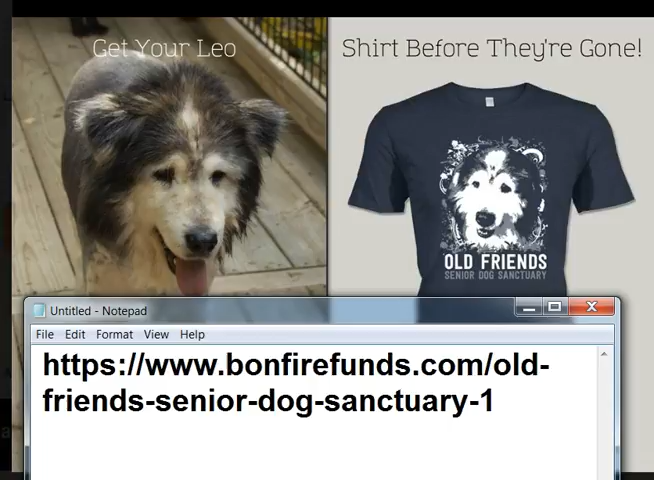 Get Your Leo Shirt Before They're Gone!
OLD FRIENDS
SENIOR DOG SANCTUARY
Untitled - Notepad
File Edit Format View Help
https://www.bonfirefunds.com/old-
friends-senior-dog-sanctuary-1